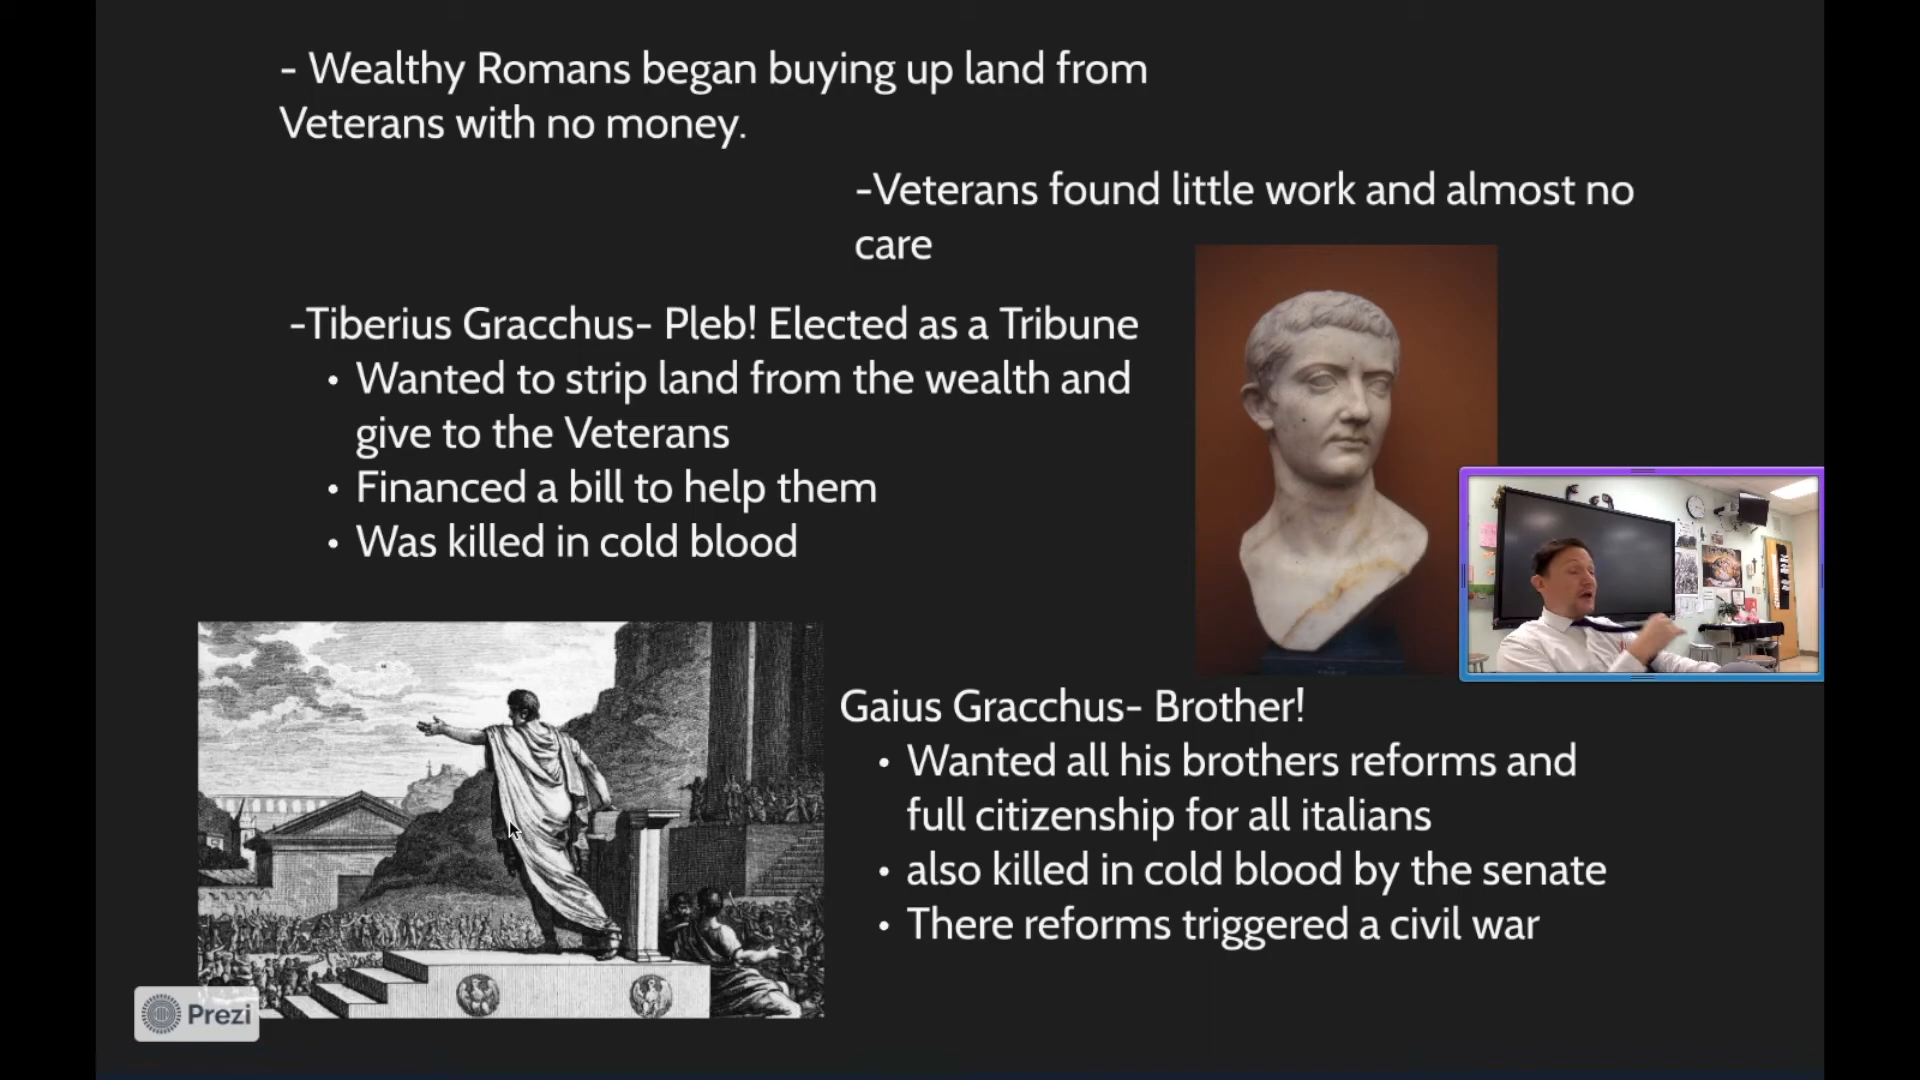 - Wealthy Romans began buying up land from
Veterans with no money.
-Veterans found little work and almost no
care
-Tiberius Gracchus- Pleb! Elected as a Tribune
• Wanted to strip land from the wealth and
give to the Veterans
• Financed a bill to help them
• Was killed in cold blood
Gaius Gracchus- Brother!
• Wanted all his brothers reforms and
full citizenship for all italians
• also killed in cold blood by the senate
• There reforms triggered a civil war
Prezi